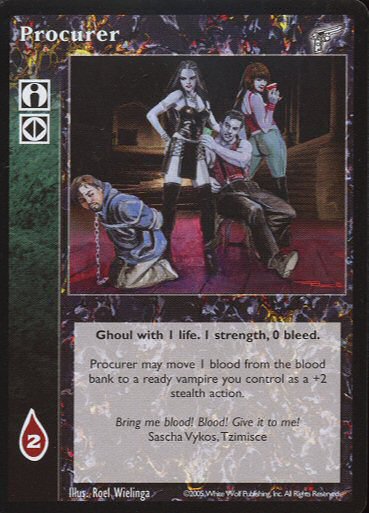 Procurer
Ghoul with 1 life. 1 strength, 0 bleed.
Procurer may move 1 blood from the blood
bank to a ready vampire you control as a +2
stealth action.
Bring me blood! Blood! Give it to me!
Sascha Vykos, Tzimisce
2
Illus: Roel Wielinga
©2005, White Wolf Publishing, Inc. All Rights Reserved.